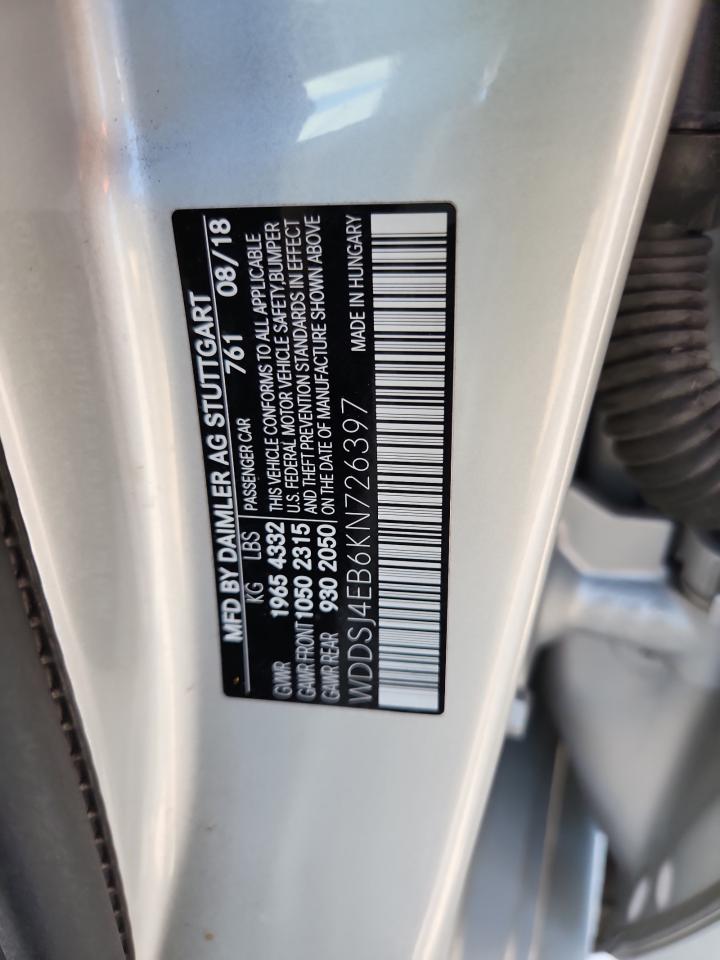 MFD BY DAIMLER AG STUTTGART
761 08/18
KG LBS PASSENGER CAR
GVWR 1965 4332 THIS VEHICLE CONFORMS TO ALL APPLICABLE
U.S. FEDERAL MOTOR VEHICLE SAFETY,BUMPER
GAWR FRONT 1050 2315 AND THEFT PREVENTION STANDARDS IN EFFECT
GAWR REAR 930 2050 ON THE DATE OF MANUFACTURE SHOWN ABOVE
WDDSJ4EB6KN726397 MADE IN HUNGARY